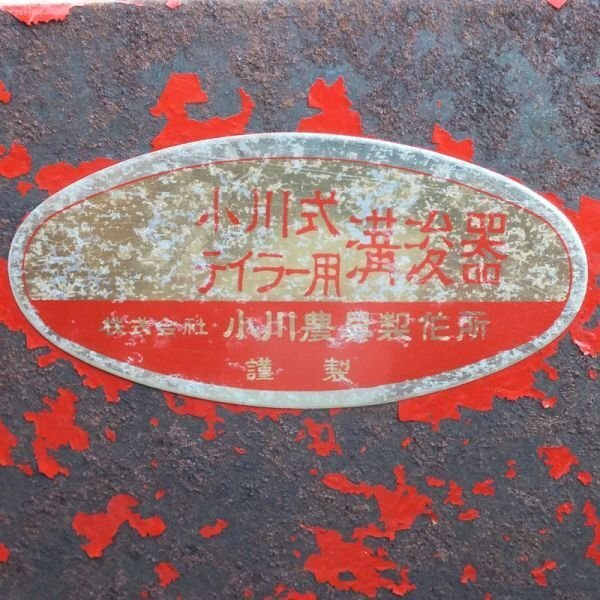 小川式
テイラー用
溝浚器
株式会社 小川農具製作所
謹製